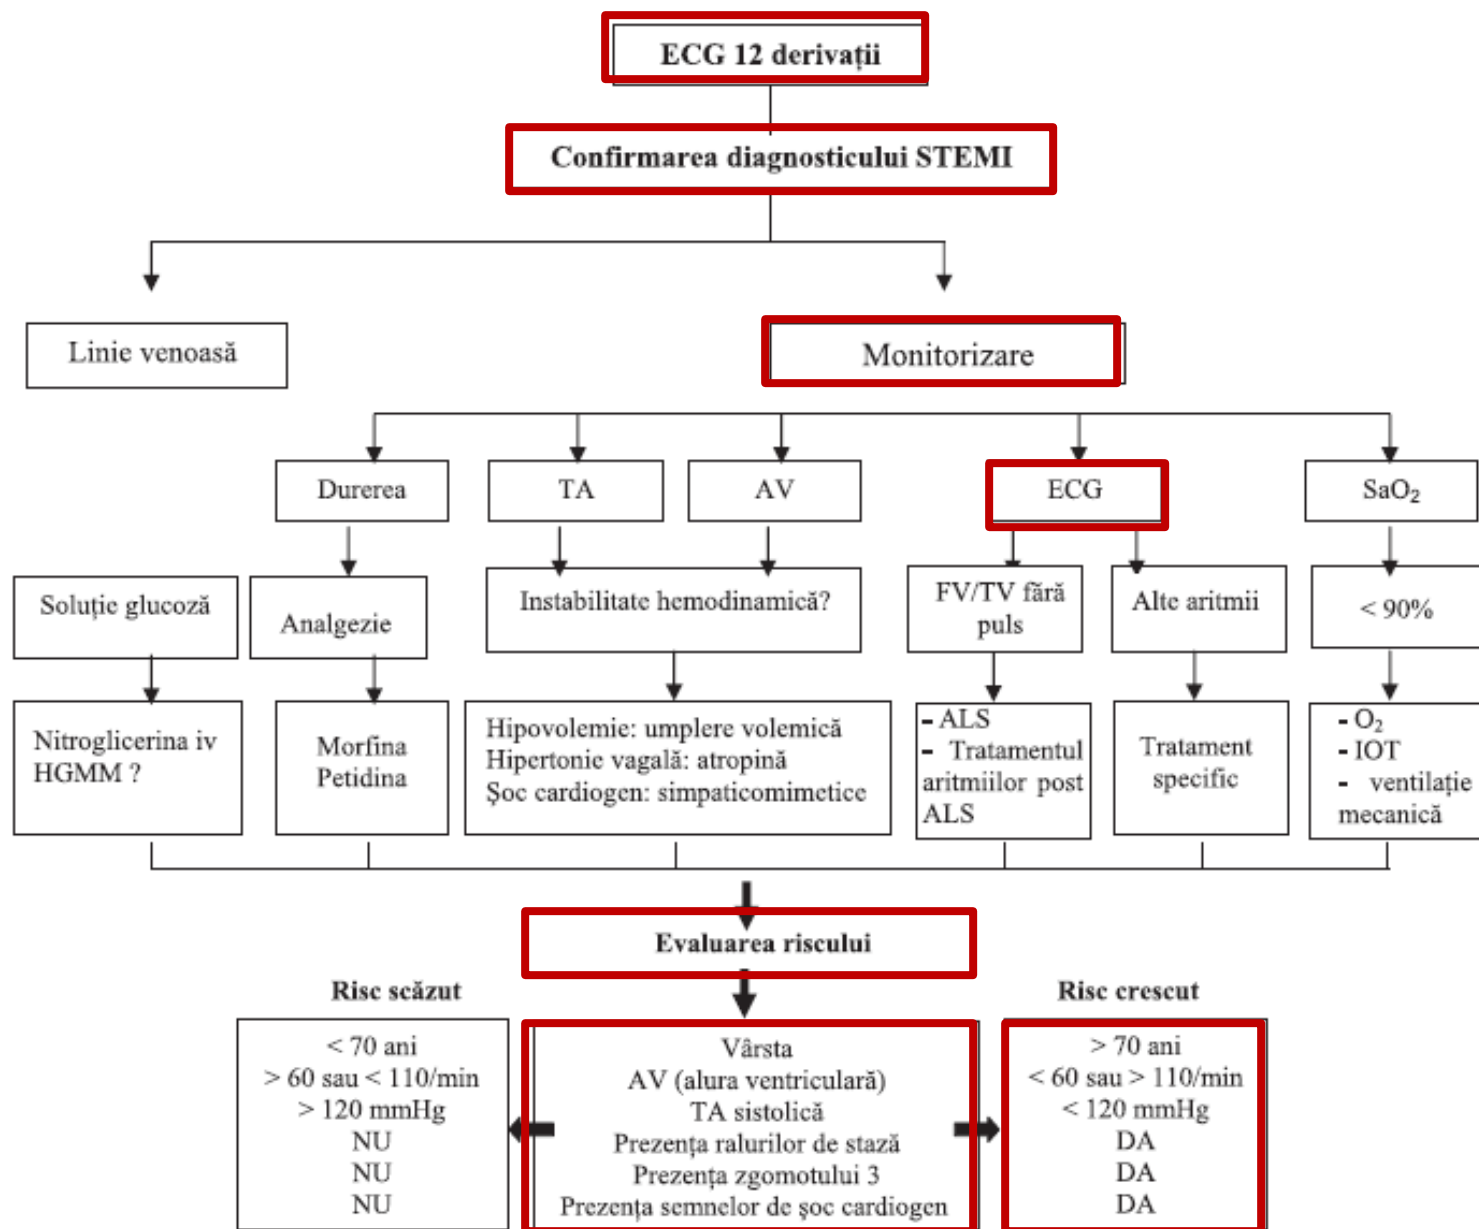 ECG 12 derivații
Confirmarea diagnosticului STEMI
Linie venoasă
Monitorizare
Durerea
TA
AV
ECG
SaO₂
Soluție glucoză
Analgezie
Instabilitate hemodinamică?
FV/TV fără
puls
Alte aritmii
< 90%
Nitroglicerina iv
HGMM ?
Morfina
Petidina
Hipovolemie: umplere volemică
Hipertonie vagală: atropină
Șoc cardiogen: simpaticomimetice
- ALS
- Tratamentul
aritmiilor post
ALS
Tratament
specific
- O₂
- IOT
- ventilație
mecanică
Evaluarea riscului
Risc scăzut
< 70 ani
> 60 sau < 110/min
> 120 mmHg
NU
NU
NU
Vârsta
AV (alura ventriculară)
TA sistolică
Prezența ralurilor de stază
Prezența zgomotului 3
Prezența semnelor de șoc cardiogen
Risc crescut
> 70 ani
< 60 sau > 110/min
< 120 mmHg
DA
DA
DA